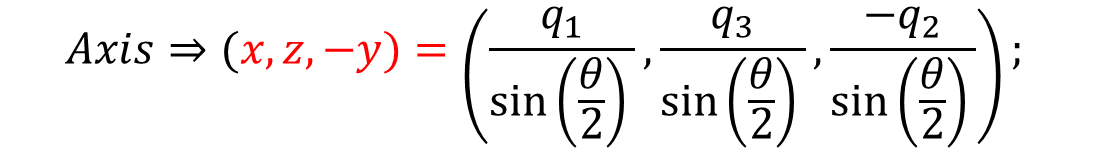 Axis ⇒ (x, z, −y) = (q₁/sin(θ/2), q₃/sin(θ/2), −q₂/sin(θ/2));